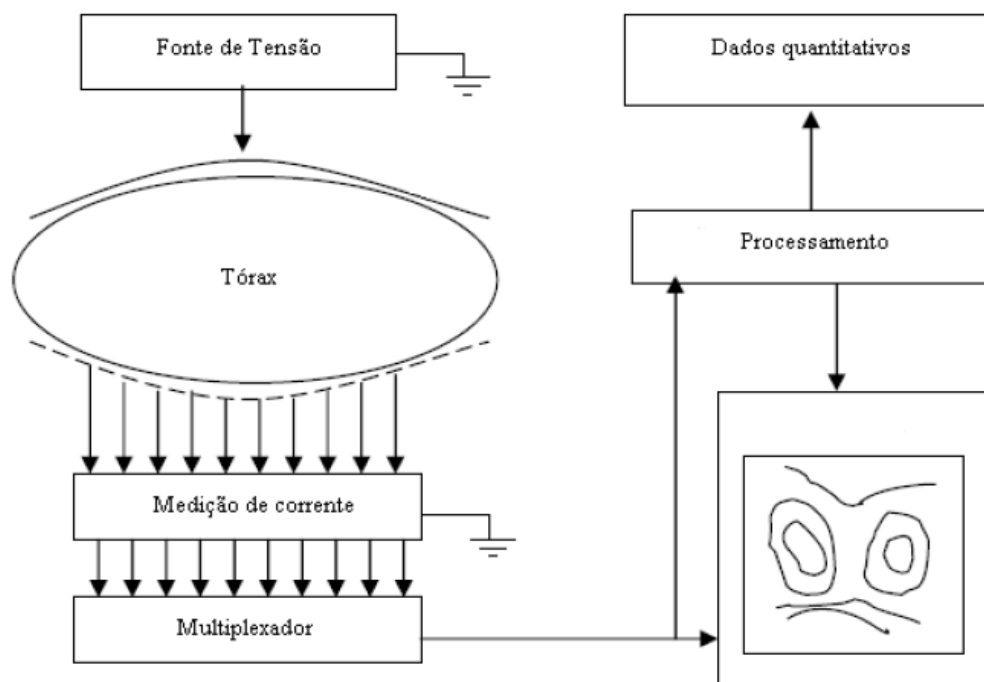 Fonte de Tensão
Dados quantitativos
Processamento
Tórax
Medição de corrente
Multiplexador